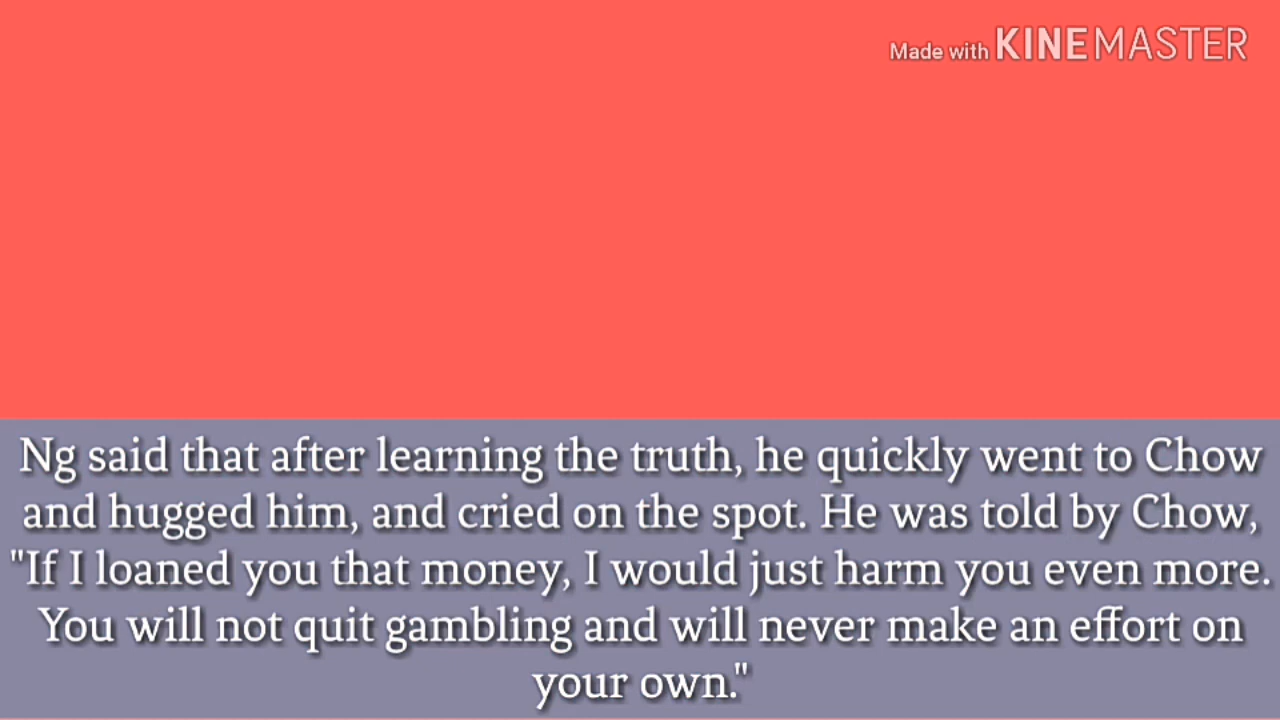 Made with KINEMASTER
Ng said that after learning the truth, he quickly went to Chow
and hugged him, and cried on the spot. He was told by Chow,
"If I loaned you that money, I would just harm you even more.
You will not quit gambling and will never make an effort on
your own."